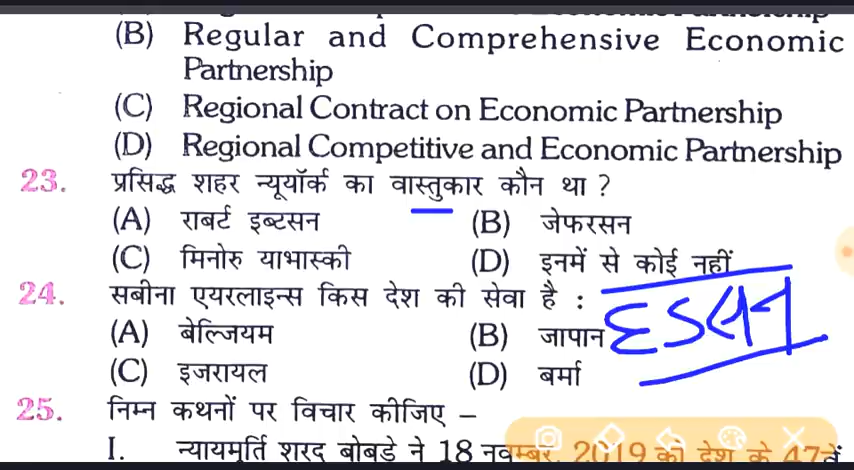 (B) Regular and Comprehensive Economic
Partnership
(C) Regional Contract on Economic Partnership
(D) Regional Competitive and Economic Partnership
23. प्रसिद्ध शहर न्यूयॉर्क का वास्तुकार कौन था ?
(A) राबर्ट इब्टसन (B) जेफरसन
(C) मिनोरु याभास्की (D) इनमें से कोई नहीं
24. सबीना एयरलाइन्स किस देश की सेवा है :
(A) बेल्जियम (B) जापान
(C) इजरायल (D) बर्मा
25. निम्न कथनों पर विचार कीजिए –
I. न्यायमूर्ति शरद बोबडे ने 18 नवम्बर, 2019 को देश के 47वें